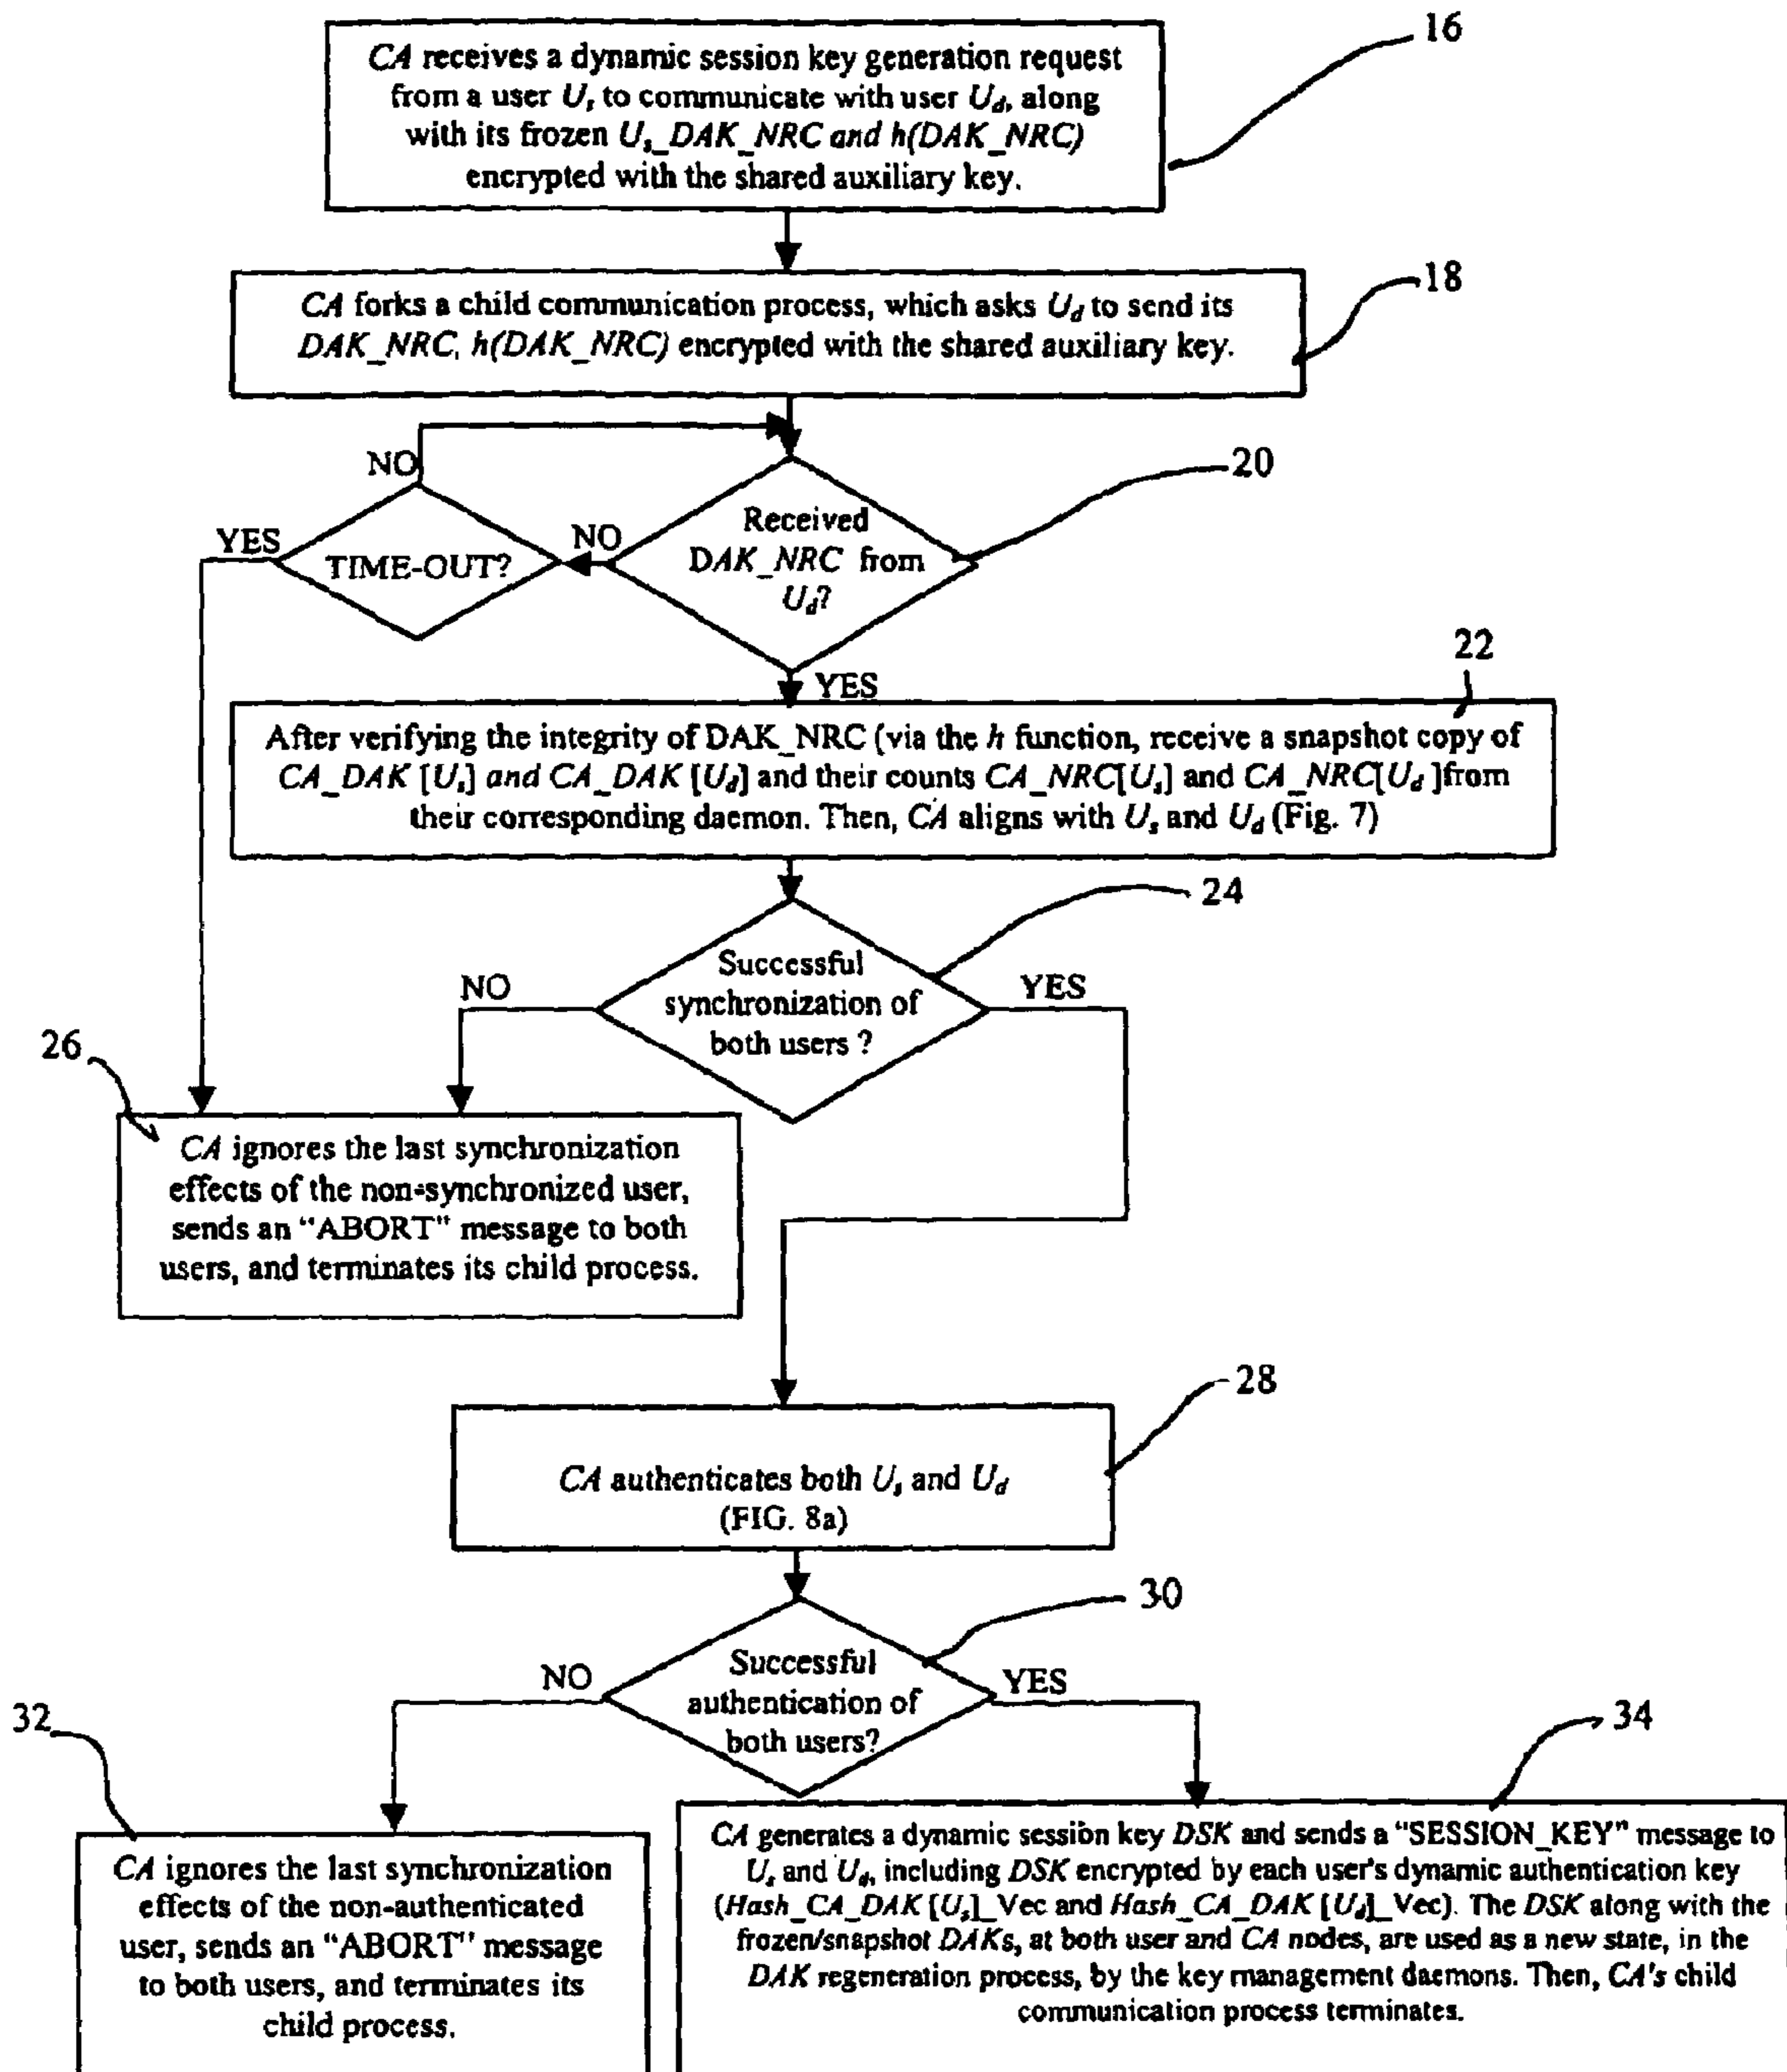 16
CA receives a dynamic session key generation request
from a user Us to communicate with user Ud, along
with its frozen Us_DAK_NRC and h(DAK_NRC)
encrypted with the shared auxiliary key.
18
CA forks a child communication process, which asks Ud to send its
DAK_NRC, h(DAK_NRC) encrypted with the shared auxiliary key.
NO
20
YES
TIME-OUT?
NO
Received
DAK_NRC from
Ud?
YES
22
After verifying the integrity of DAK_NRC (via the h function, receive a snapshot copy of
CA_DAK [Us] and CA_DAK [Ud] and their counts CA_NRC[Us] and CA_NRC[Ud ]from
their corresponding daemon. Then, CA aligns with Us and Ud (Fig. 7)
24
NO
Successful
synchronization of
both users ?
YES
26
CA ignores the last synchronization
effects of the non-synchronized user,
sends an "ABORT" message to both
users, and terminates its child process.
28
CA authenticates both Us and Ud
(FIG. 8a)
30
NO
Successful
authentication of
both users?
YES
32
34
CA ignores the last synchronization
effects of the non-authenticated
user, sends an "ABORT" message
to both users, and terminates its
child process.
CA generates a dynamic session key DSK and sends a "SESSION_KEY" message to
Us and Ud, including DSK encrypted by each user's dynamic authentication key
(Hash_CA_DAK [Us]_Vec and Hash_CA_DAK [Ud]_Vec). The DSK along with the
frozen/snapshot DAKs, at both user and CA nodes, are used as a new state, in the
DAK regeneration process, by the key management daemons. Then, CA's child
communication process terminates.